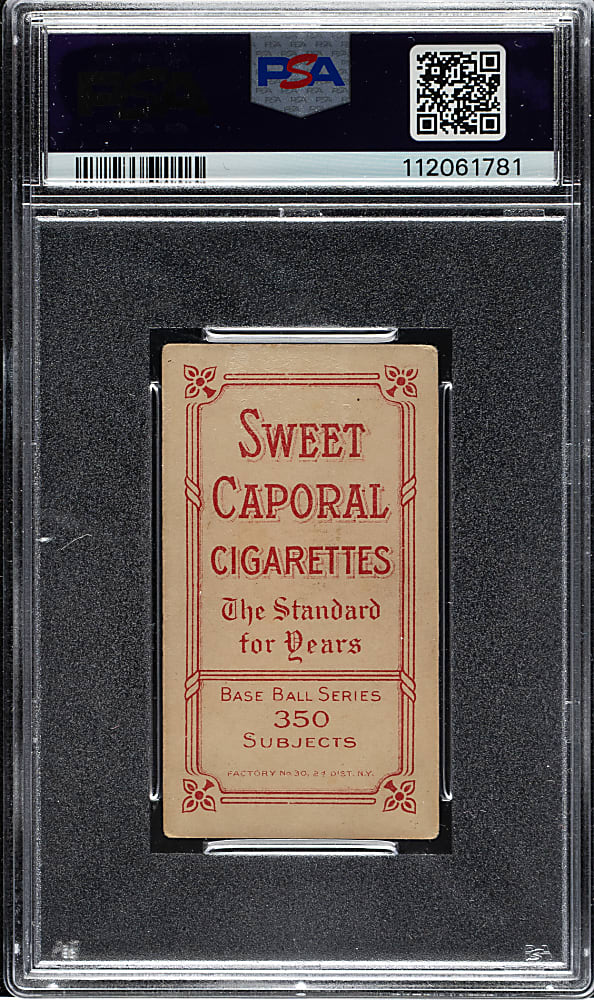 PSA
112061781
SWEET
CAPORAL
CIGARETTES
The Standard
for Years
BASE BALL SERIES
350
SUBJECTS
FACTORY No 30, 2d DIST. N.Y.